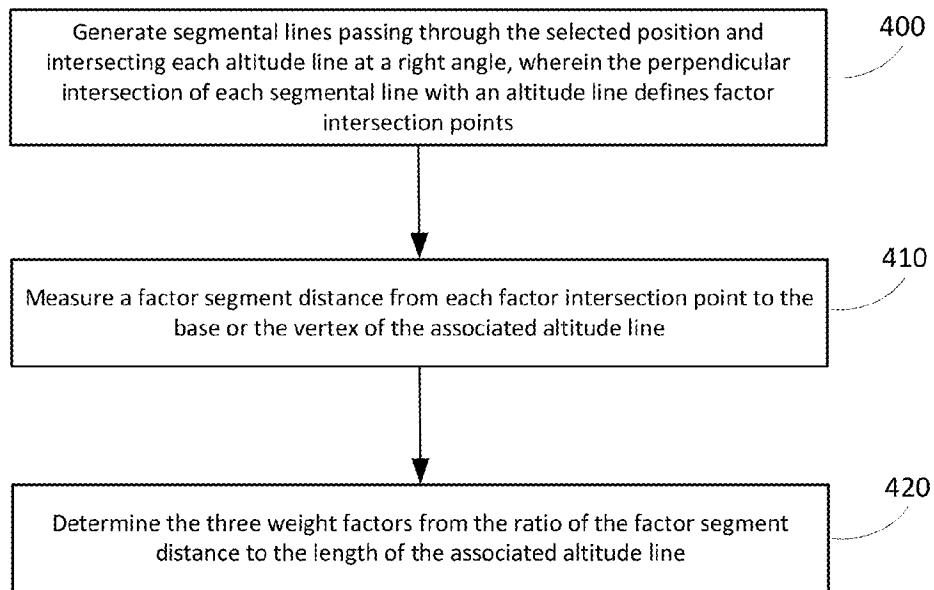 Generate segmental lines passing through the selected position and
intersecting each altitude line at a right angle, wherein the perpendicular
intersection of each segmental line with an altitude line defines factor
intersection points
400
Measure a factor segment distance from each factor intersection point to the
base or the vertex of the associated altitude line
410
Determine the three weight factors from the ratio of the factor segment
distance to the length of the associated altitude line
420